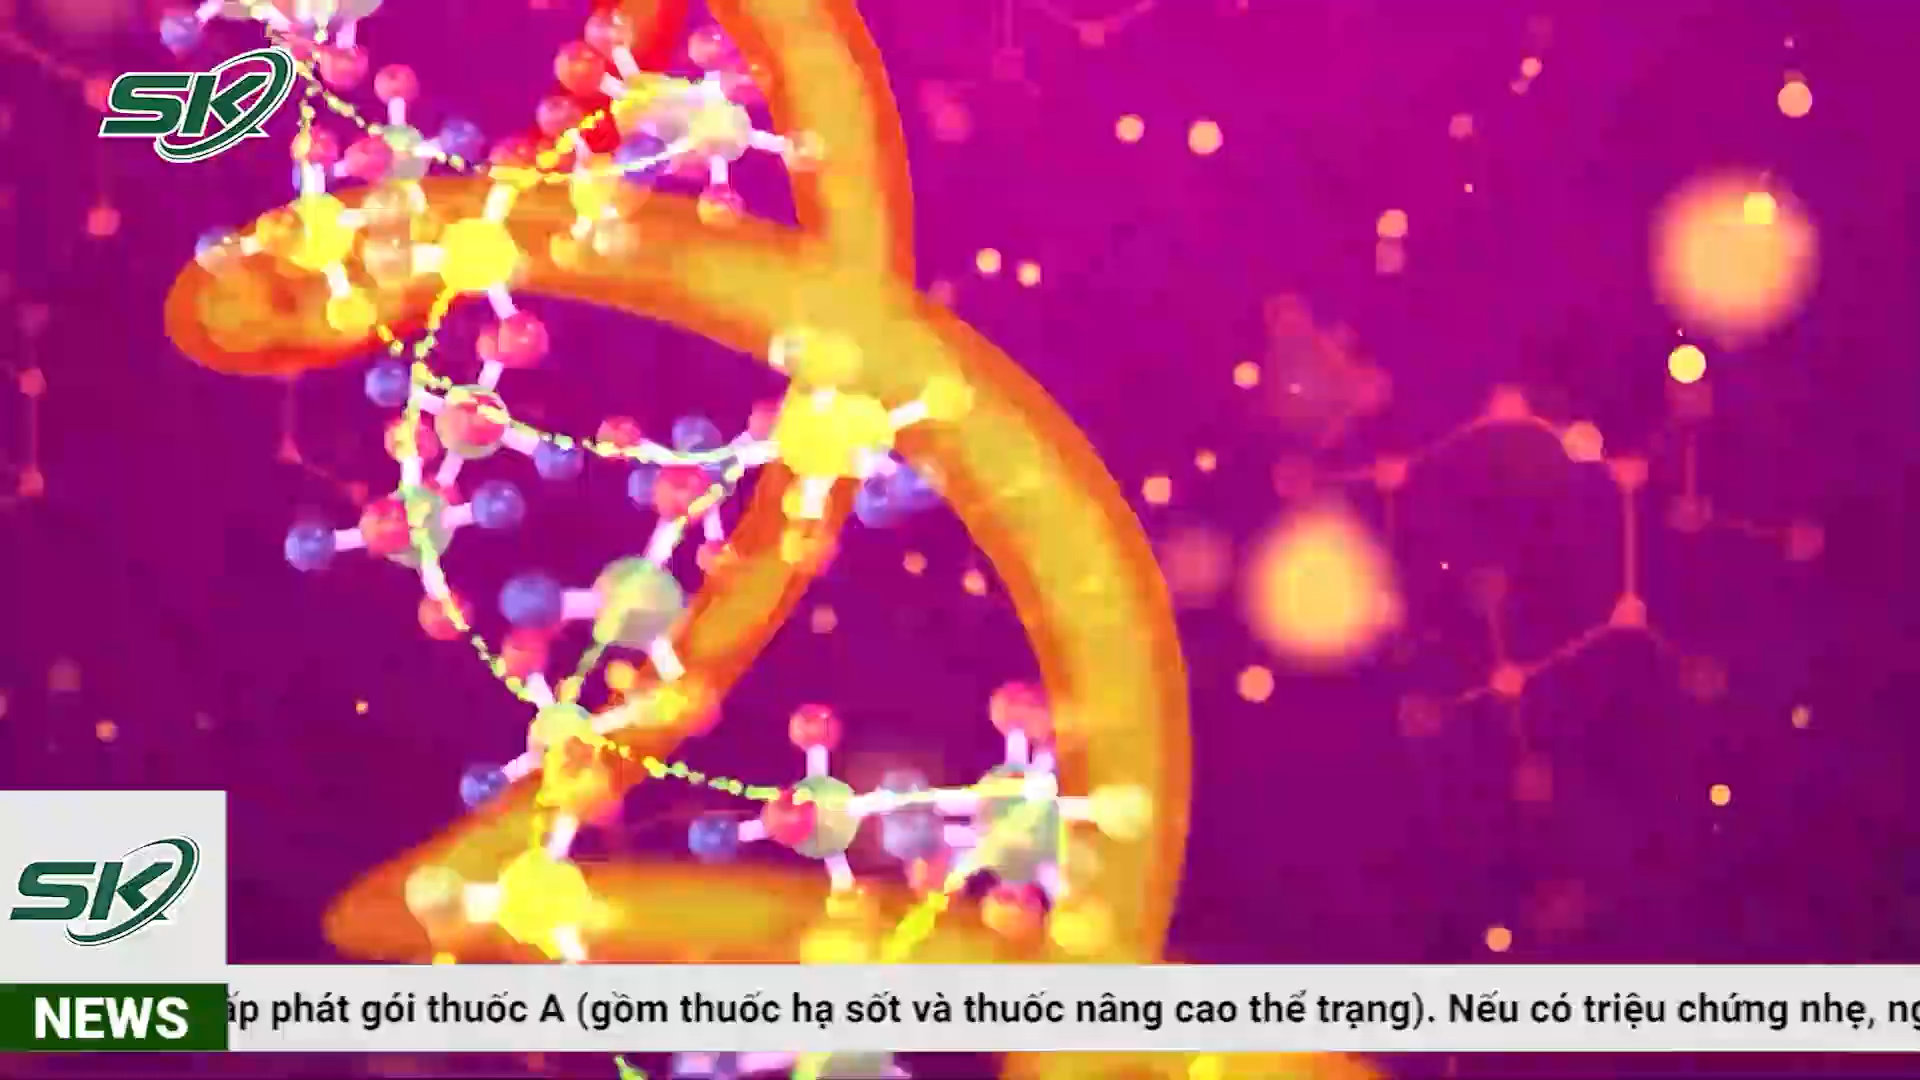 SK
SK
NEWS
phát gói thuốc A (gồm thuốc hạ sốt và thuốc nâng cao thể trạng). Nếu có triệu chứng nhẹ,